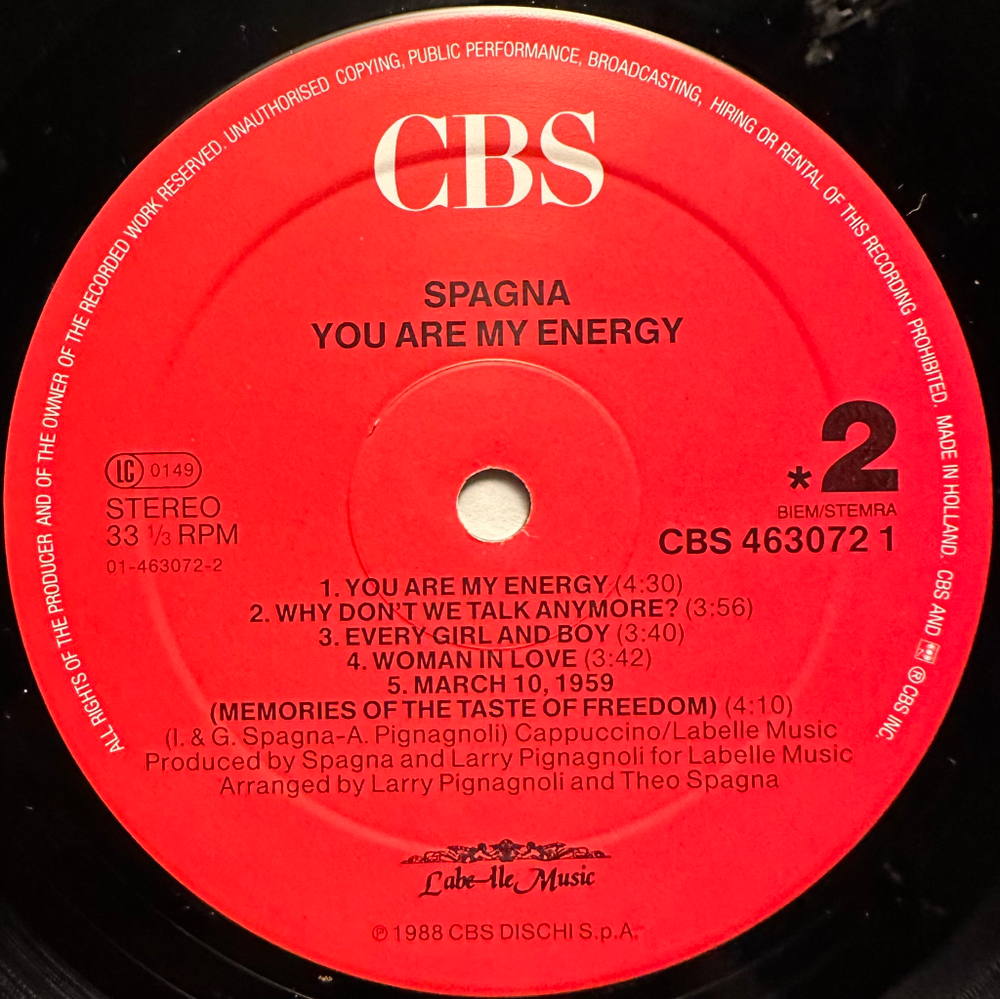 ALL RIGHTS OF THE PRODUCER AND OF THE OWNER OF THE RECORDED WORK RESERVED. UNAUTHORISED COPYING, PUBLIC PERFORMANCE, BROADCASTING, HIRING OR RENTAL OF THIS RECORDING PROHIBITED. MADE IN HOLLAND. CBS AND ® CBS INC.
CBS
SPAGNA
YOU ARE MY ENERGY
LC 0149
STEREO
33 ⅓ RPM
01-463072-2
*2
BIEM/STEMRA
CBS 463072 1
1. YOU ARE MY ENERGY (4:30)
2. WHY DON'T WE TALK ANYMORE? (3:56)
3. EVERY GIRL AND BOY (3:40)
4. WOMAN IN LOVE (3:42)
5. MARCH 10, 1959
(MEMORIES OF THE TASTE OF FREEDOM) (4:10)
(I. & G. Spagna-A. Pignagnoli) Cappuccino/Labelle Music
Produced by Spagna and Larry Pignagnoli for Labelle Music
Arranged by Larry Pignagnoli and Theo Spagna
Labelle Music
℗ 1988 CBS DISCHI S.p.A.